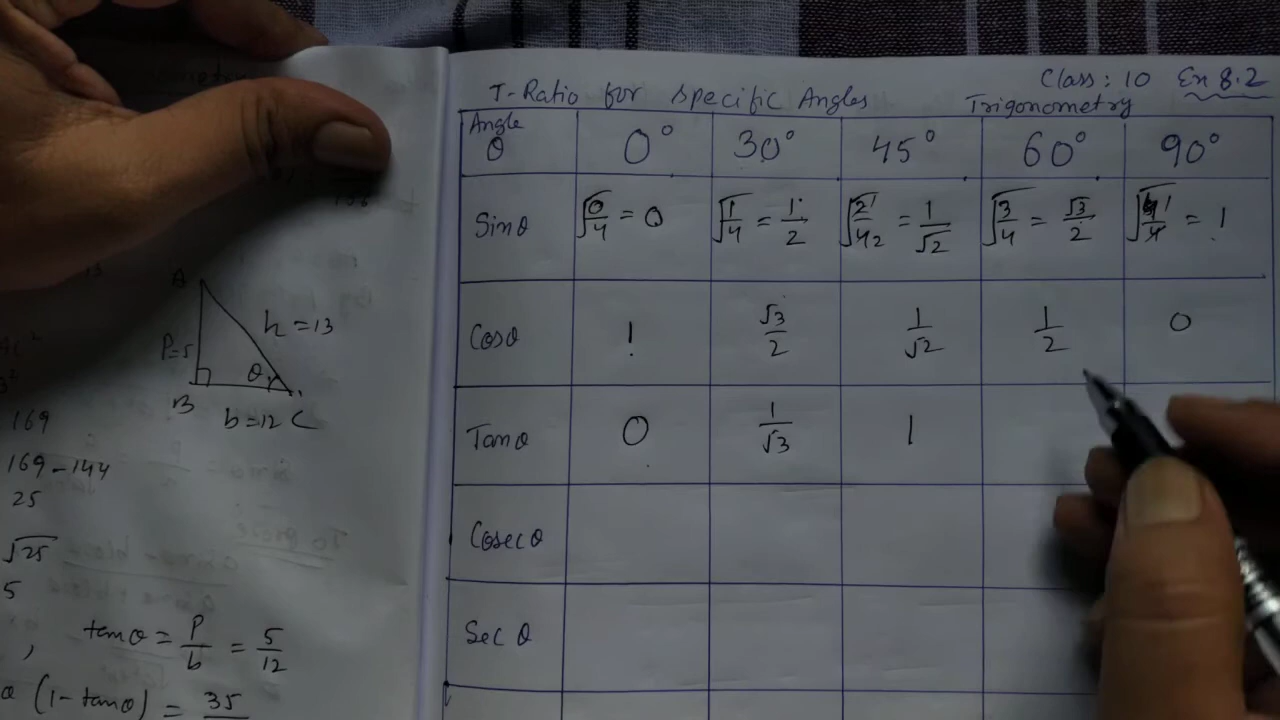 Class: 10 Ex 8.2
T-Ratio for specific Angles Trigonometry
Angle θ 0° 30° 45° 60° 90°
Sinθ √0/4 = 0 √1/4 = 1/2 √2/4 = 1/√2 √3/4 = √3/2 √4/4 = 1
Cosθ 1 √3/2 1/√2 1/2 0
Tanθ 0 1/√3 1
Cosecθ
Sec θ
A
h = 13
P=5
θ
B
b = 12 C
169
169 - 144
25
√25
5
, tanθ = P/b = 5/12
θ (1 - tanθ) = 35